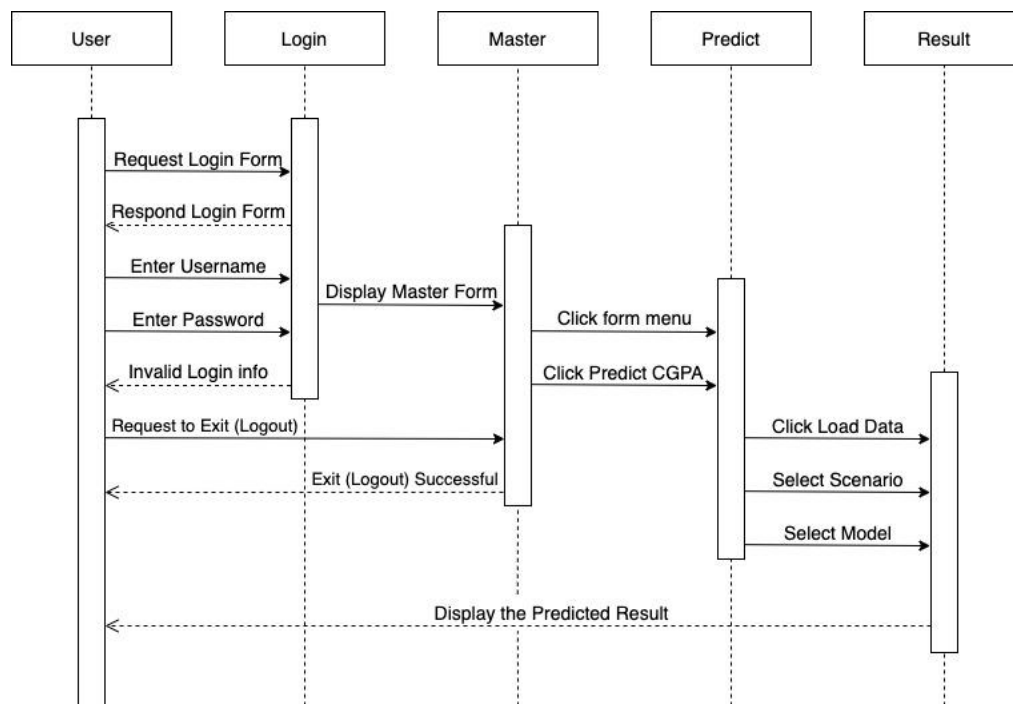 User
Login
Master
Predict
Result
Request Login Form
Respond Login Form
Enter Username
Display Master Form
Enter Password
Click form menu
Invalid Login info
Click Predict CGPA
Request to Exit (Logout)
Click Load Data
Exit (Logout) Successful
Select Scenario
Select Model
Display the Predicted Result